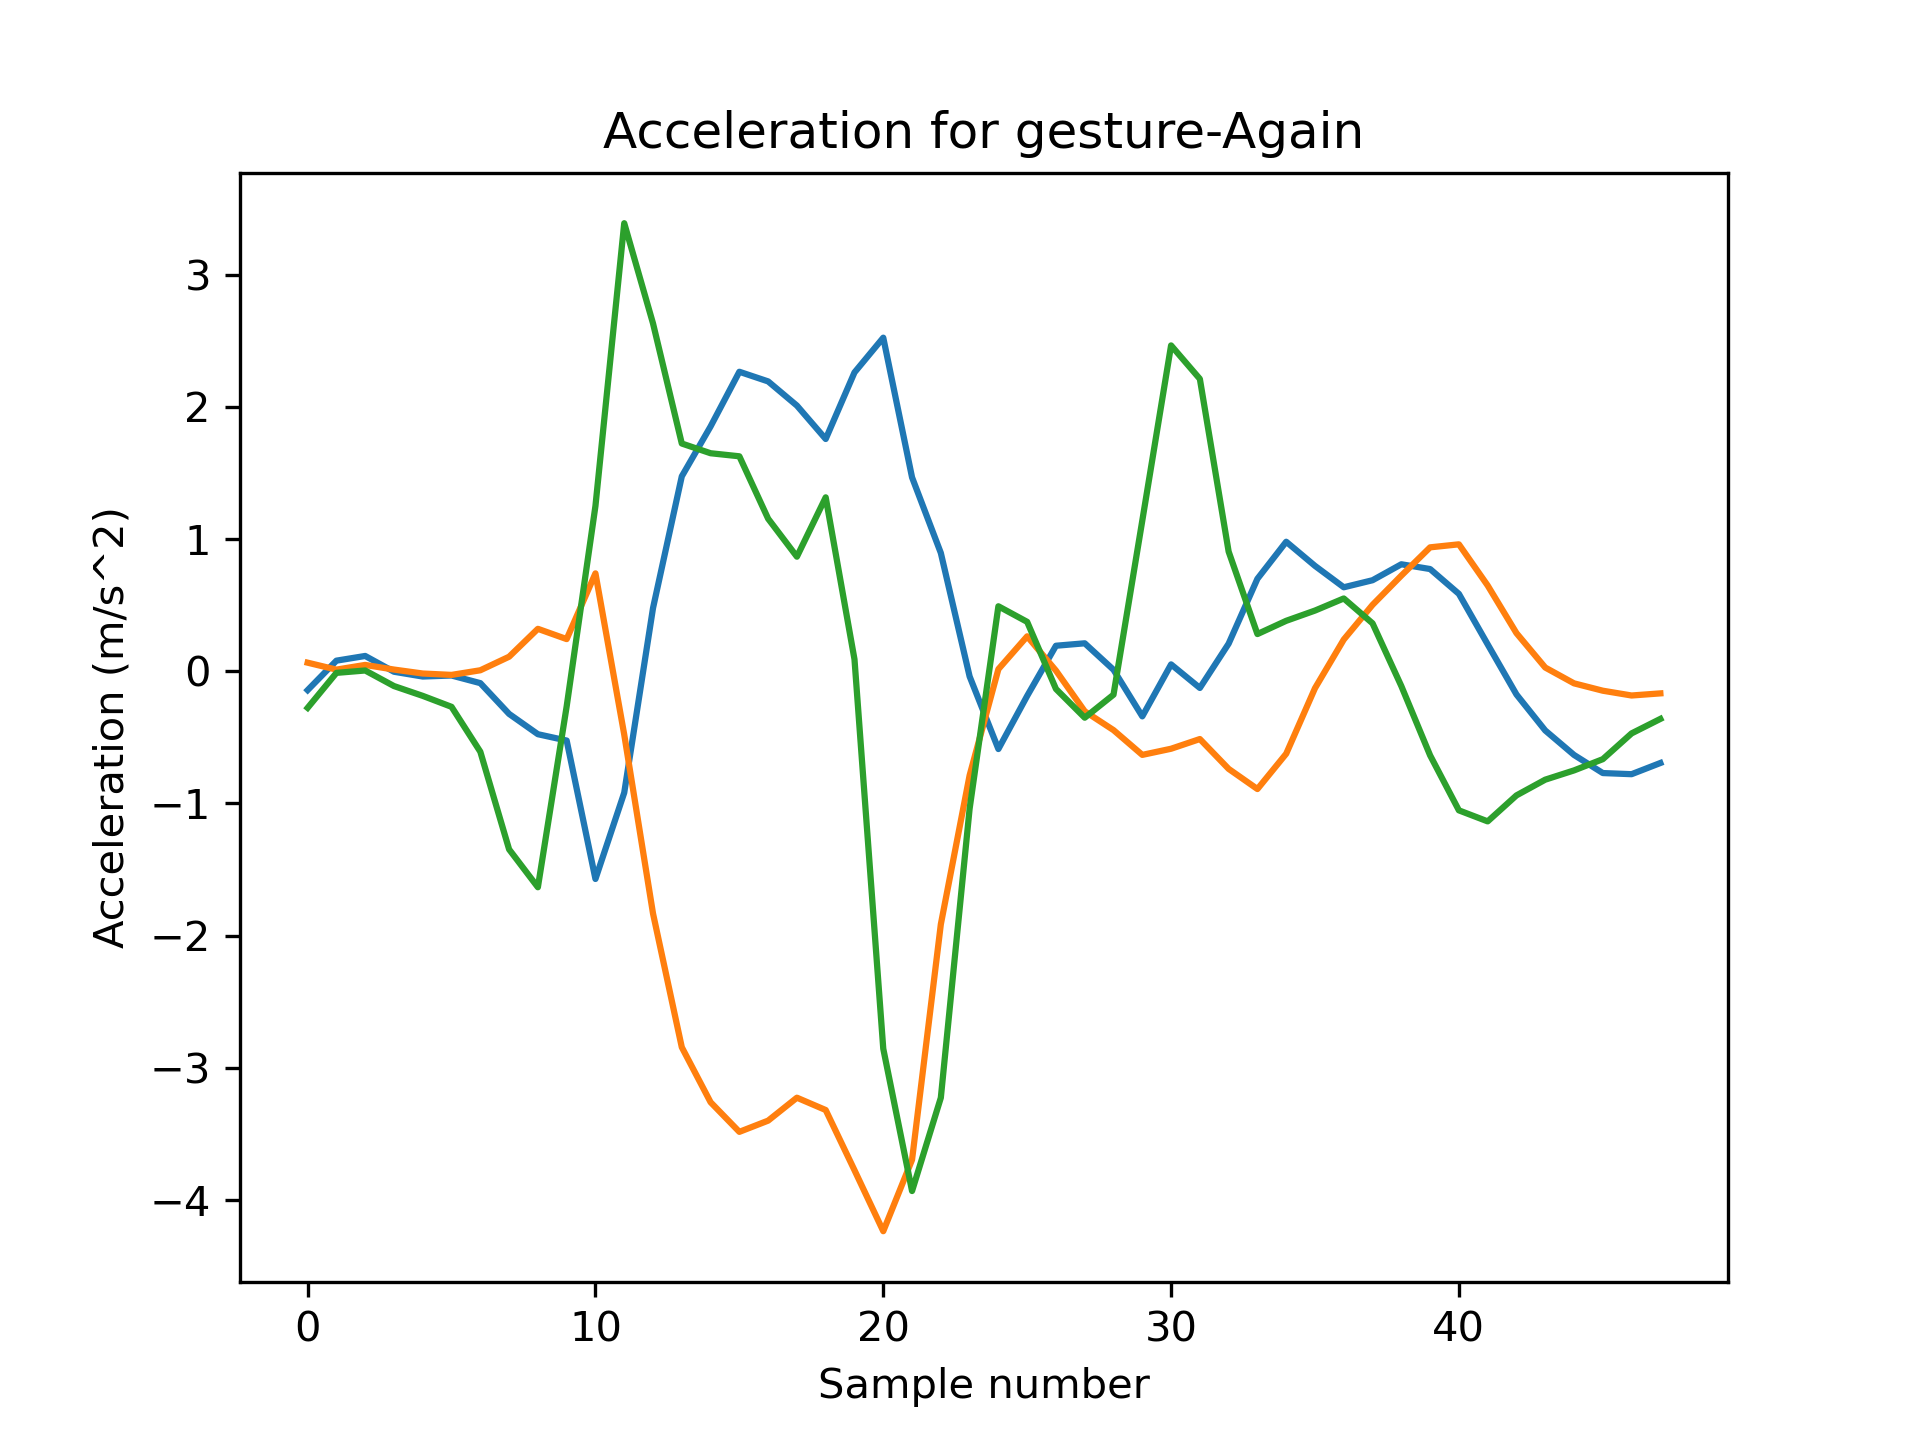 Acceleration for gesture-Again
Acceleration (m/s^2)
3
2
1
0
−1
−2
−3
−4
0 10 20 30 40
Sample number